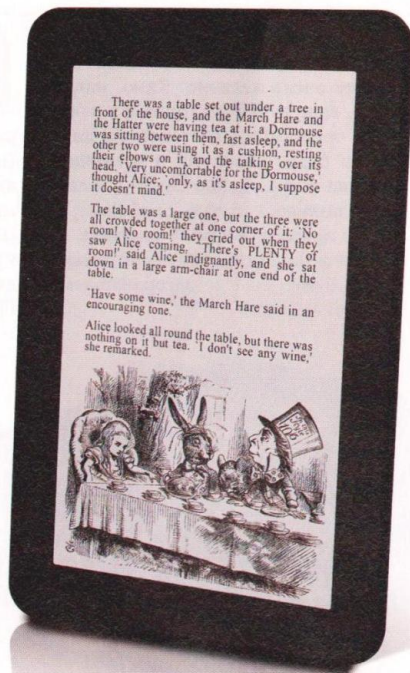 There was a table set out under a tree in
front of the house, and the March Hare and
the Hatter were having tea at it: a Dormouse
was sitting between them, fast asleep, and the
other two were using it as a cushion, resting
their elbows on it, and the talking over its
head. 'Very uncomfortable for the Dormouse,'
thought Alice; 'only, as it's asleep, I suppose
it doesn't mind.'
The table was a large one, but the three were
all crowded together at one corner of it: 'No
room! No room!' they cried out when they
saw Alice coming. 'There's PLENTY of
room!' said Alice indignantly, and she sat
down in a large arm-chair at one end of the
table.
'Have some wine,' the March Hare said in an
encouraging tone.
Alice looked all round the table, but there was
nothing on it but tea. 'I don't see any wine,'
she remarked.